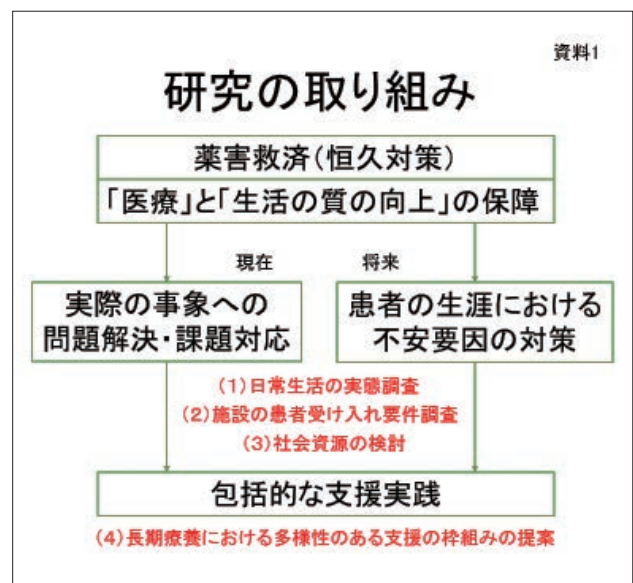 資料1
研究の取り組み
薬害救済(恒久対策)
「医療」と「生活の質の向上」の保障
現在
将来
実際の事象への
問題解決・課題対応
患者の生涯における
不安要因の対策
(1)日常生活の実態調査
(2)施設の患者受け入れ要件調査
(3)社会資源の検討
包括的な支援実践
(4)長期療養における多様性のある支援の枠組みの提案